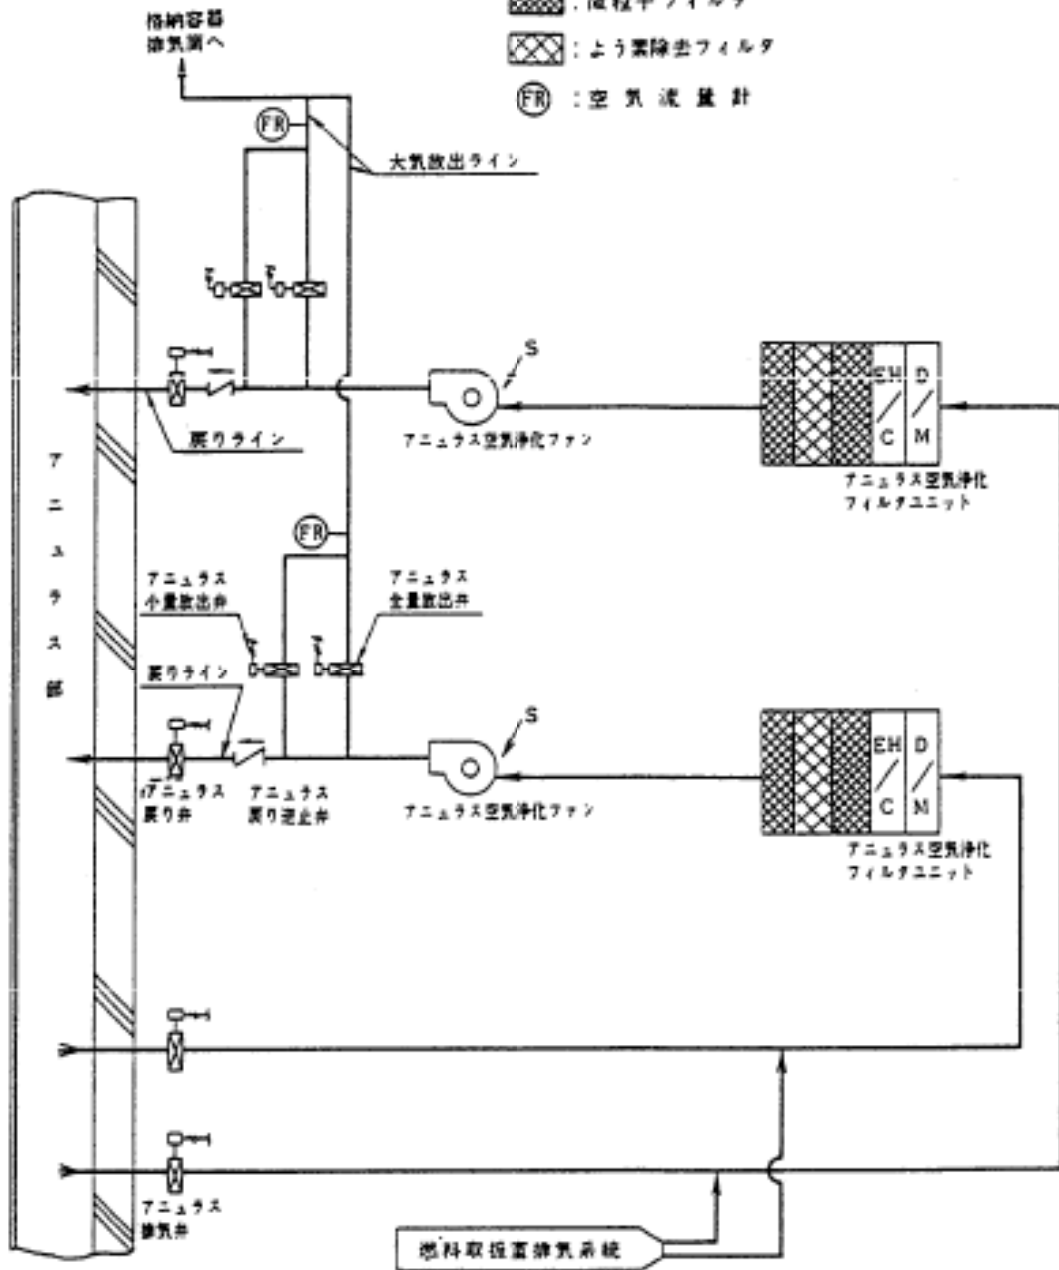 格納容器
排気筒へ
:微粒子フィルタ
:よう素除去フィルタ
FR :空気流量計
FR
大気放出ライン
S
EH/C D/M
戻りライン
アニュラス空気浄化ファン
アニュラス空気浄化
フィルタユニット
アニュラス部
FR
アニュラス
小量放出弁
アニュラス
全量放出弁
戻りライン
S
EH/C D/M
アニュラス
戻り弁
アニュラス
戻り逆止弁
アニュラス空気浄化ファン
アニュラス空気浄化
フィルタユニット
アニュラス
排気弁
燃料取扱室排気系統